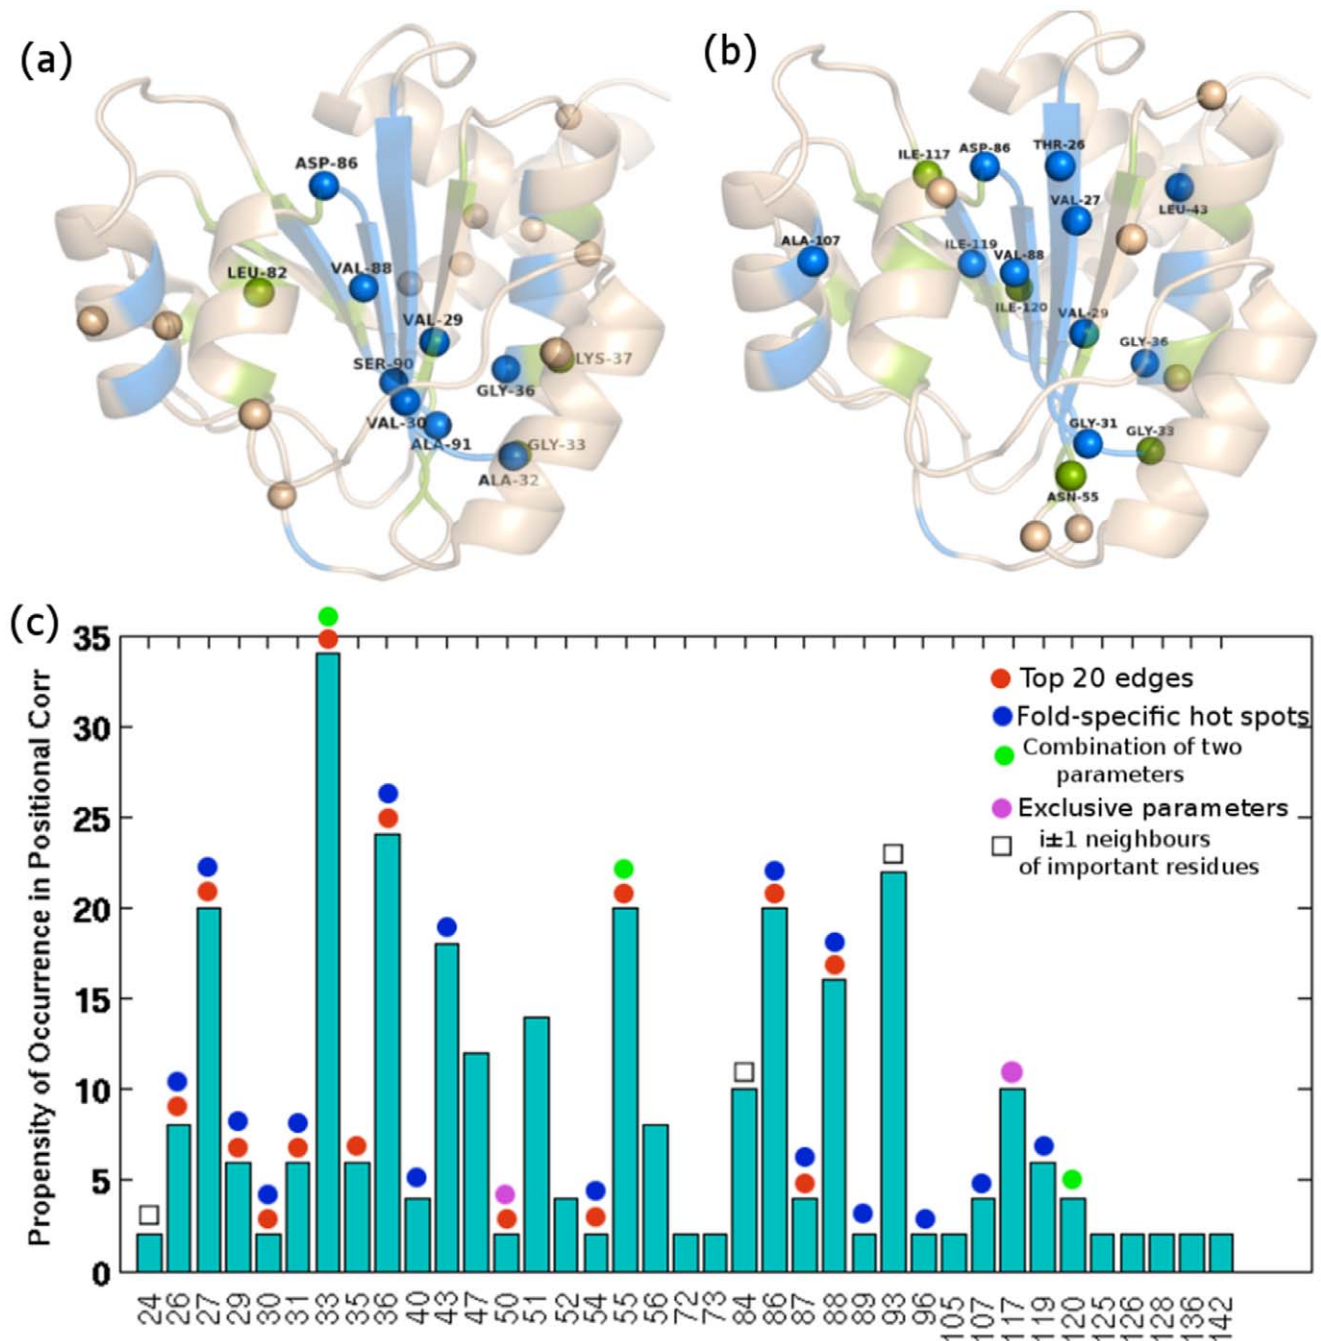 (a)
ASP-86
LEU-82
VAL-88
VAL-29
SER-90
LYS-37
GLY-36
VAL-30
ALA-91
GLY-33
ALA-32
(b)
ILE-117
ASP-86
THR-26
VAL-27
LEU-43
ALA-107
ILE-119
VAL-88
ILE-120
VAL-29
GLY-36
GLY-31
GLY-33
ASN-55
(c)
Propensity of Occurrence in Positional Corr
35
30
25
20
15
10
5
0
Top 20 edges
Fold-specific hot spots
Combination of two
parameters
Exclusive parameters
i±1 neighbours
of important residues
24 26 27 29 30 31 33 35 36 40 43 47 50 51 52 54 55 56 72 73 84 86 87 88 89 93 96 105 107 117 119 120 125 126 128 136 142